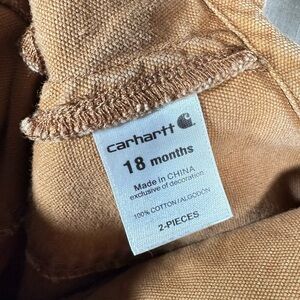 carhartt
18 months
Made in CHINA
exclusive of decoration
100% COTTON/ALGODON
2-PIECES